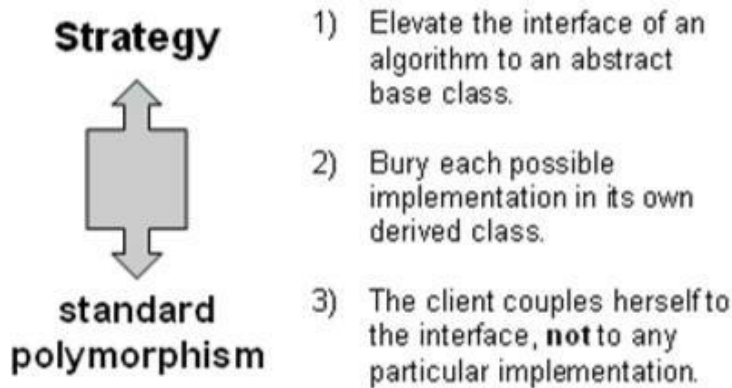 Strategy
standard
polymorphism
1) Elevate the interface of an
algorithm to an abstract
base class.
2) Bury each possible
implementation in its own
derived class.
3) The client couples herself to
the interface, not to any
particular implementation.